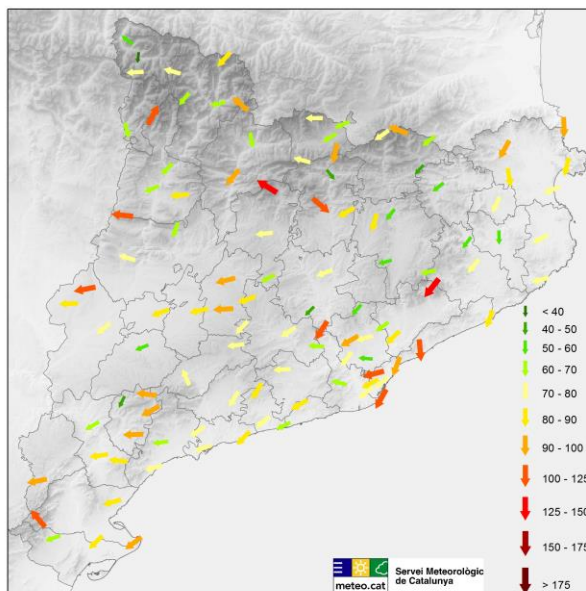 < 40
40 - 50
50 - 60
60 - 70
70 - 80
80 - 90
90 - 100
100 - 125
125 - 150
150 - 175
> 175
meteo.cat
Servei Meteorològic
de Catalunya